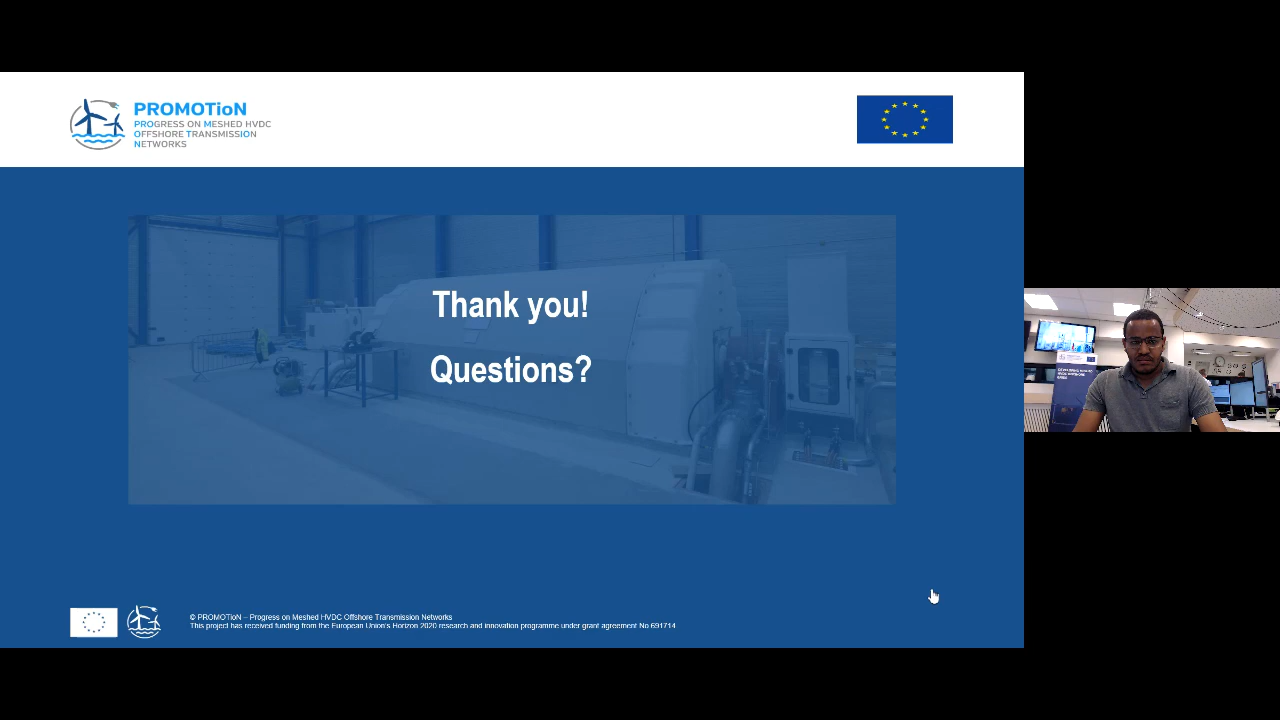 PROMOTioN
PROGRESS ON MESHED HVDC
OFFSHORE TRANSMISSION
NETWORKS
Thank you!
Questions?
© PROMOTioN – Progress on Meshed HVDC Offshore Transmission Networks
This project has received funding from the European Union's Horizon 2020 research and innovation programme under grant agreement No 691714